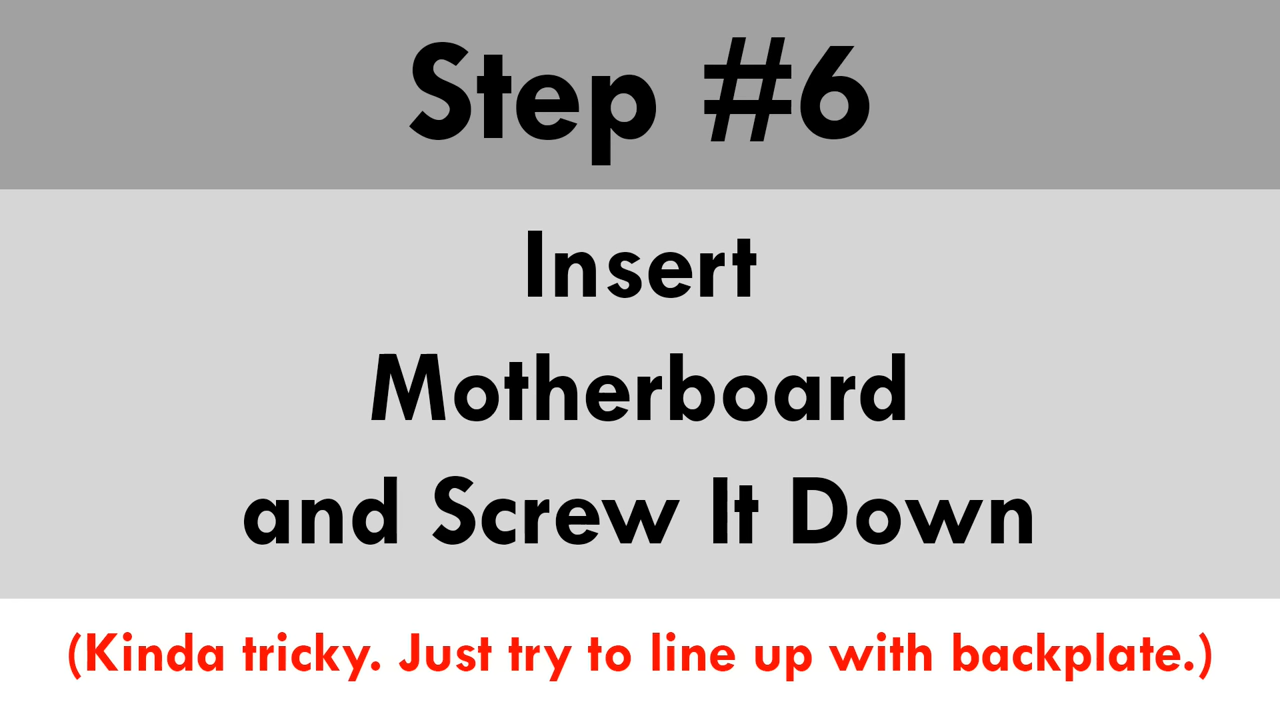 Step #6
Insert
Motherboard
and Screw It Down
(Kinda tricky. Just try to line up with backplate.)